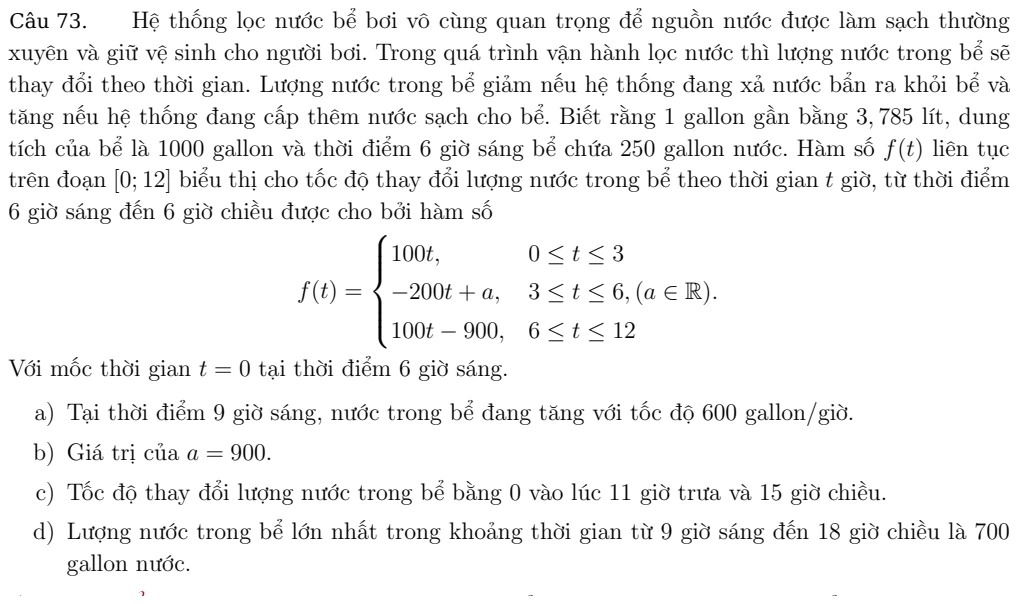 Câu 73. Hệ thống lọc nước bể bơi vô cùng quan trọng để nguồn nước được làm sạch thường
xuyên và giữ vệ sinh cho người bơi. Trong quá trình vận hành lọc nước thì lượng nước trong bể sẽ
thay đổi theo thời gian. Lượng nước trong bể giảm nếu hệ thống đang xả nước bẩn ra khỏi bể và
tăng nếu hệ thống đang cấp thêm nước sạch cho bể. Biết rằng 1 gallon gần bằng 3, 785 lít, dung
tích của bể là 1000 gallon và thời điểm 6 giờ sáng bể chứa 250 gallon nước. Hàm số f(t) liên tục
trên đoạn [0; 12] biểu thị cho tốc độ thay đổi lượng nước trong bể theo thời gian t giờ, từ thời điểm
6 giờ sáng đến 6 giờ chiều được cho bởi hàm số
100t, 0 ≤ t ≤ 3
f(t) = { −200t + a, 3 ≤ t ≤ 6, (a ∈ ℝ).
100t − 900, 6 ≤ t ≤ 12
Với mốc thời gian t = 0 tại thời điểm 6 giờ sáng.
a) Tại thời điểm 9 giờ sáng, nước trong bể đang tăng với tốc độ 600 gallon/giờ.
b) Giá trị của a = 900.
c) Tốc độ thay đổi lượng nước trong bể bằng 0 vào lúc 11 giờ trưa và 15 giờ chiều.
d) Lượng nước trong bể lớn nhất trong khoảng thời gian từ 9 giờ sáng đến 18 giờ chiều là 700
gallon nước.